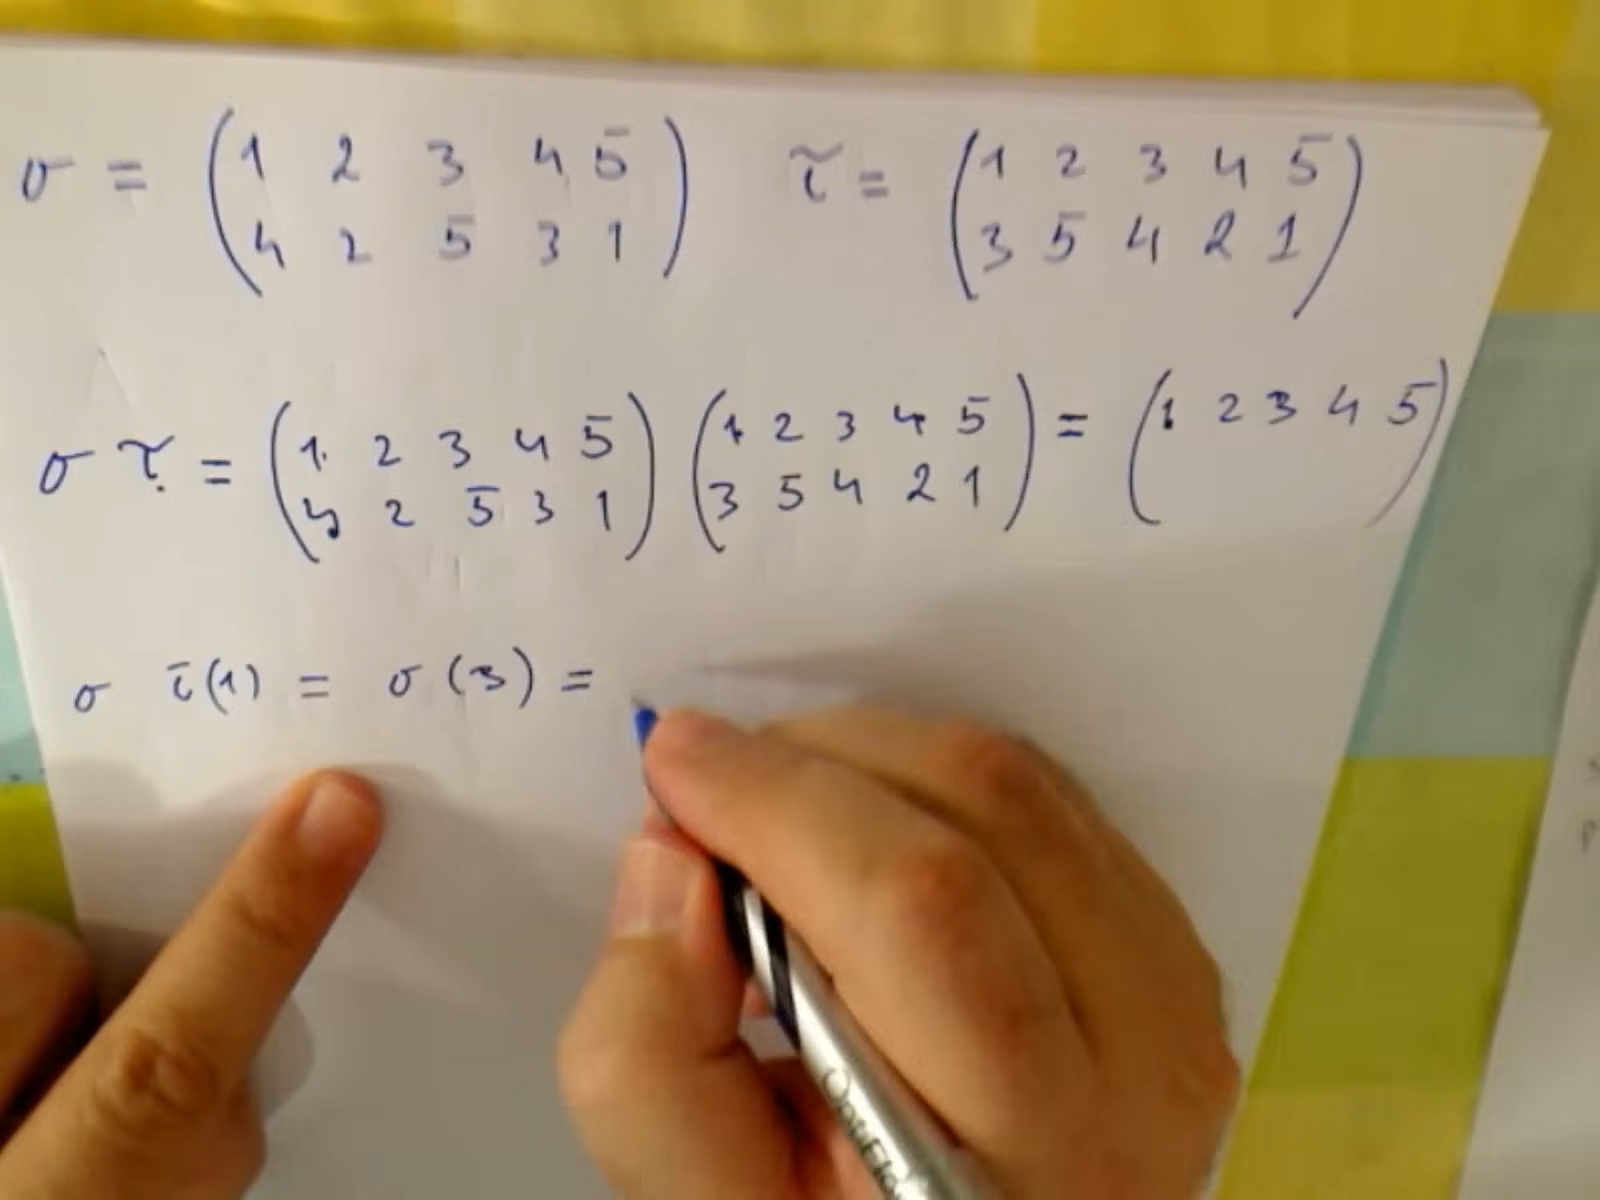 σ = ( 1 2 3 4 5 ) τ = ( 1 2 3 4 5 )
( 4 2 5 3 1 ) ( 3 5 4 2 1 )
σ τ = ( 1 2 3 4 5 ) ( 1 2 3 4 5 ) = ( 1 2 3 4 5 )
( 4 2 5 3 1 ) ( 3 5 4 2 1 )
σ τ(1) = σ (3) =